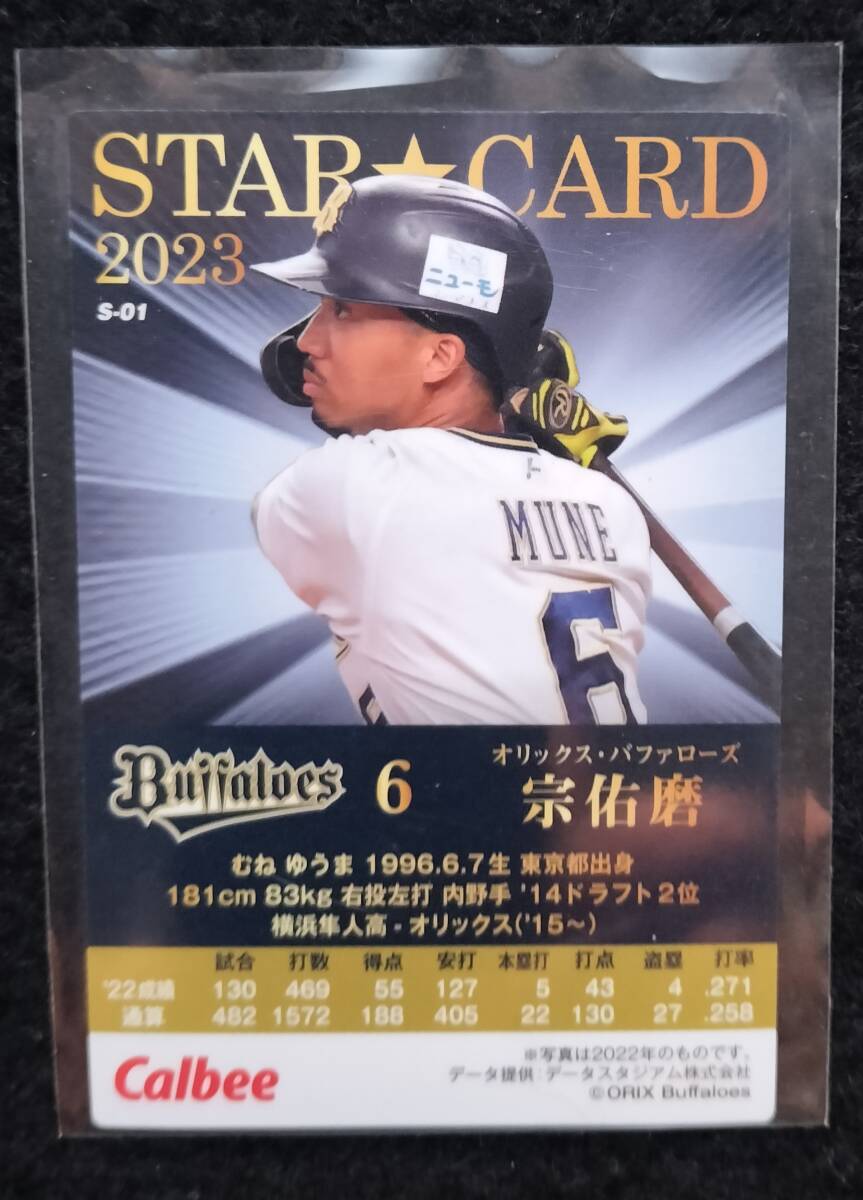 STAR★CARD
2023
S-01
ニューモ
MUNE
6
Buffaloes
6
オリックス・バファローズ
宗佑磨
むね ゆうま 1996.6.7生 東京都出身
181cm 83kg 右投左打 内野手 '14ドラフト2位
横浜隼人高 - オリックス('15～)
試合 打数 得点 安打 本塁打 打点 盗塁 打率
'22成績 130 469 55 127 5 43 4 .271
通算 482 1572 188 405 22 130 27 .258
Calbee
※写真は2022年のものです。
データ提供：データスタジアム株式会社
©ORIX Buffaloes